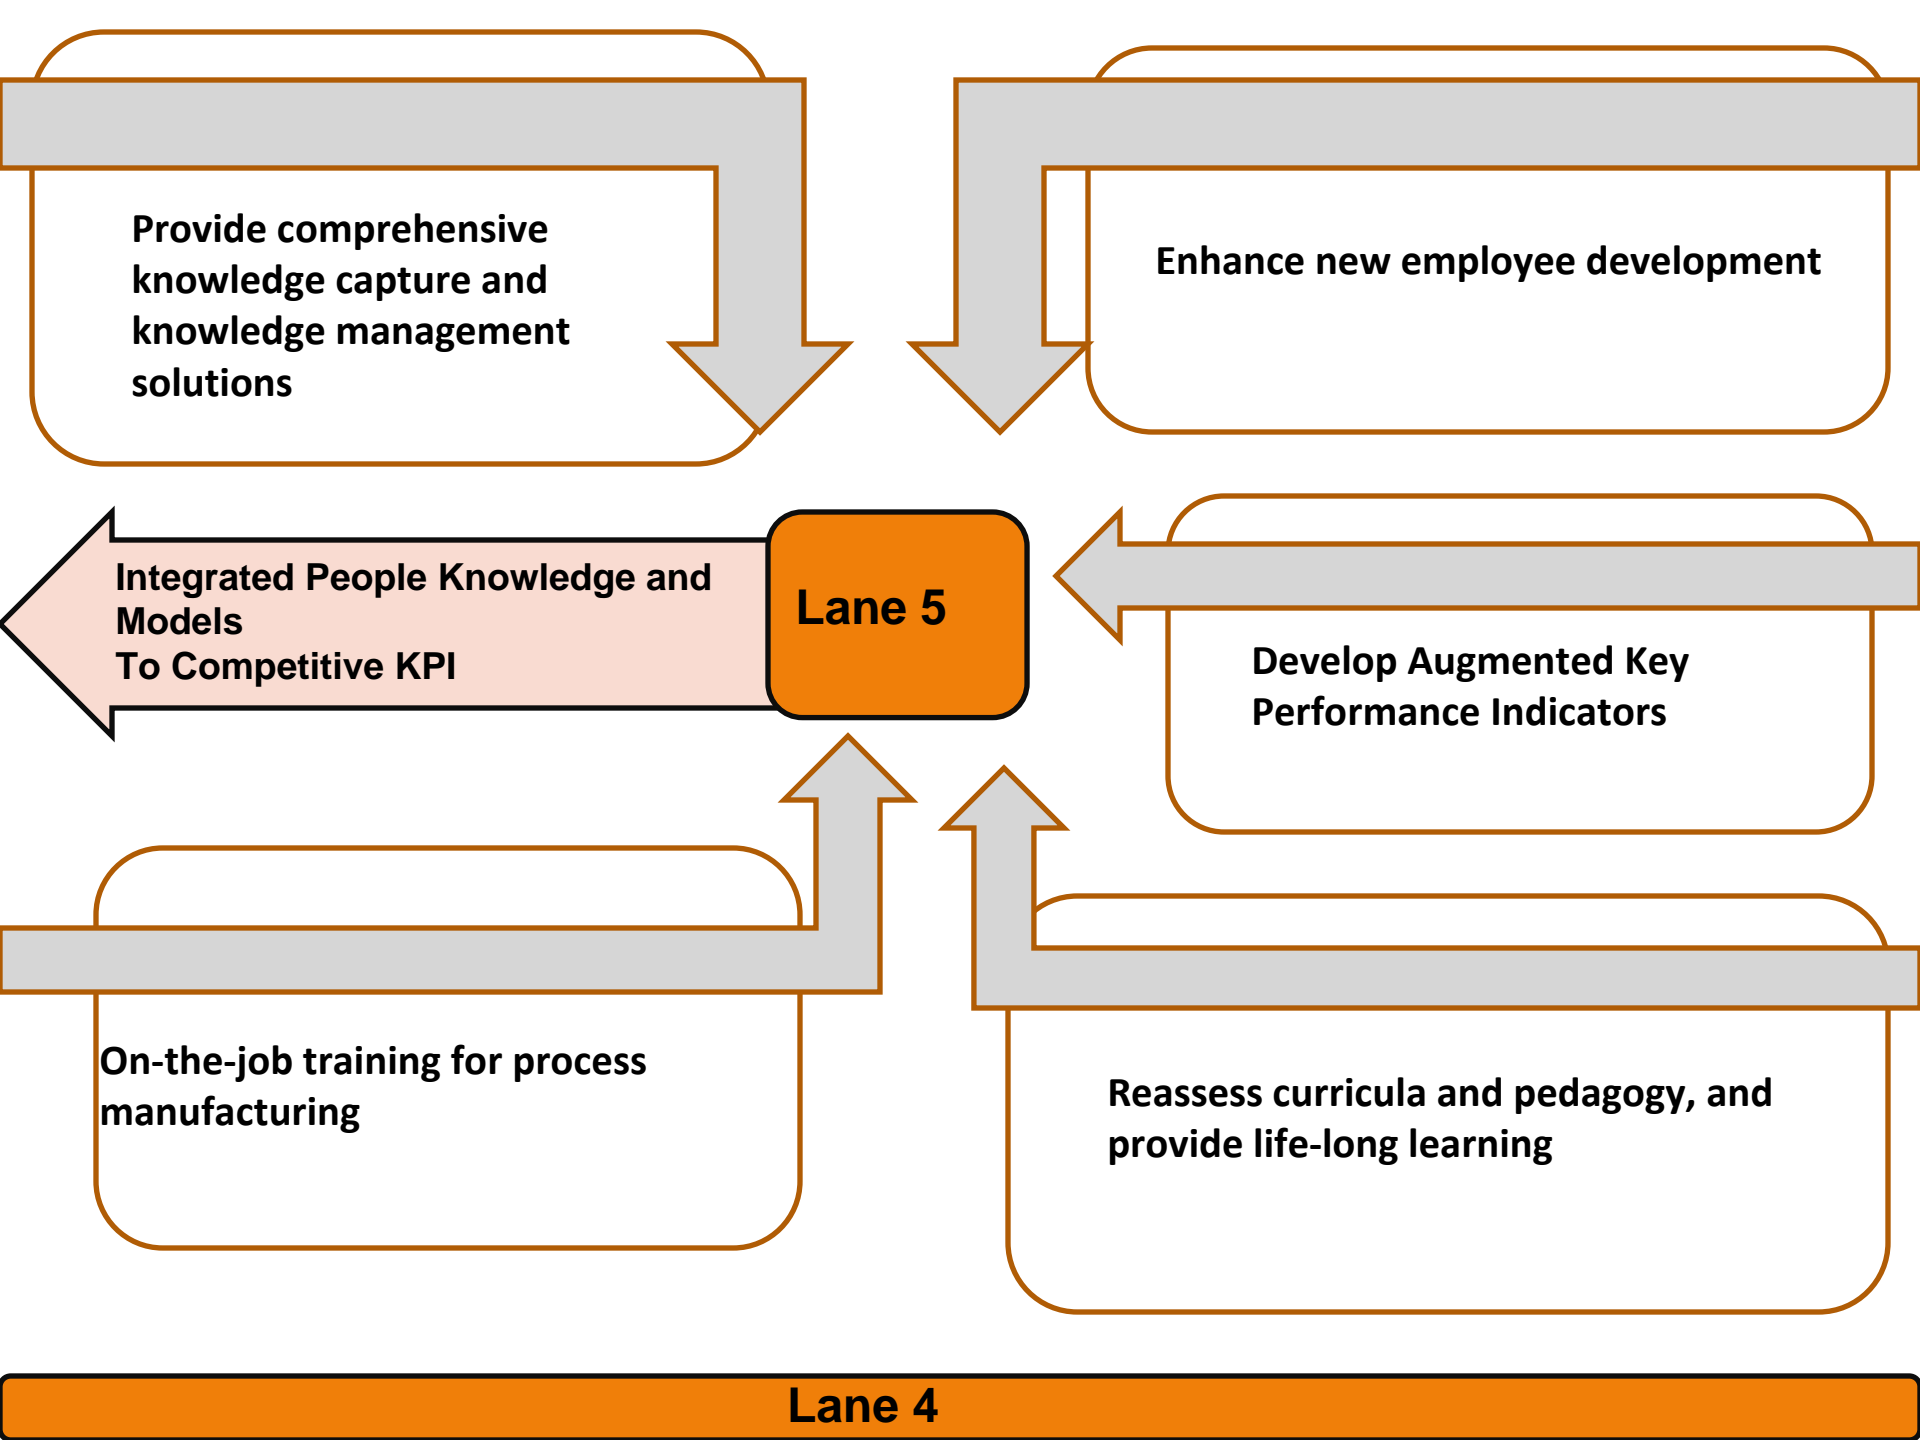 Provide comprehensive
knowledge capture and
knowledge management
solutions
Enhance new employee development
Integrated People Knowledge and
Models
To Competitive KPI
Lane 5
Develop Augmented Key
Performance Indicators
On-the-job training for process
manufacturing
Reassess curricula and pedagogy, and
provide life-long learning
Lane 4